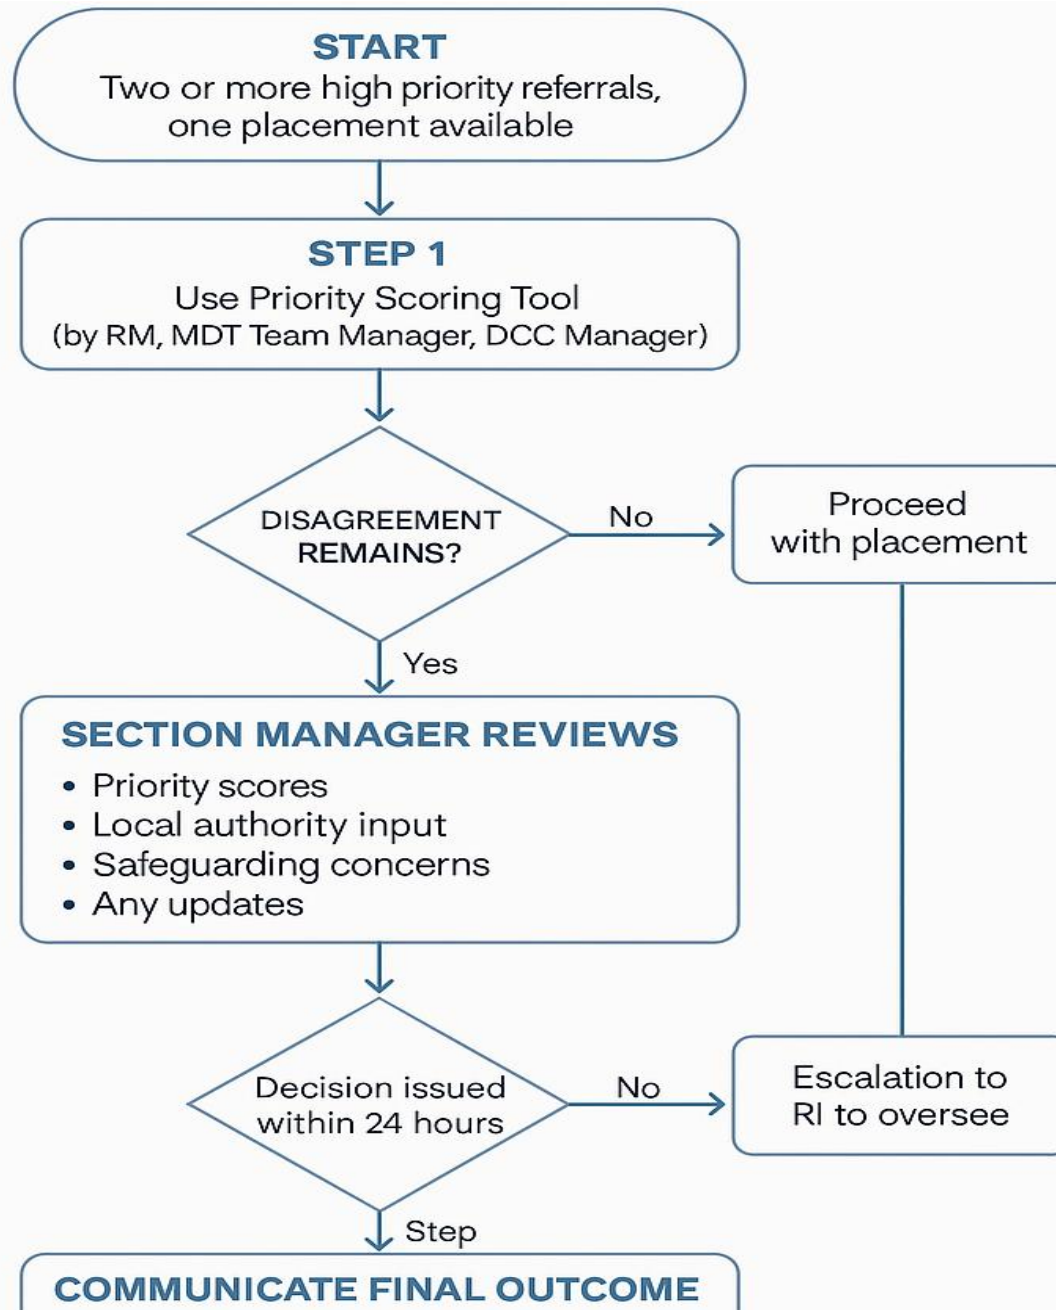 START
Two or more high priority referrals,
one placement available
STEP 1
Use Priority Scoring Tool
(by RM, MDT Team Manager, DCC Manager)
DISAGREEMENT
REMAINS?
No
Proceed
with placement
Yes
SECTION MANAGER REVIEWS
• Priority scores
• Local authority input
• Safeguarding concerns
• Any updates
Decision issued
within 24 hours
No
Escalation to
RI to oversee
Step
COMMUNICATE FINAL OUTCOME